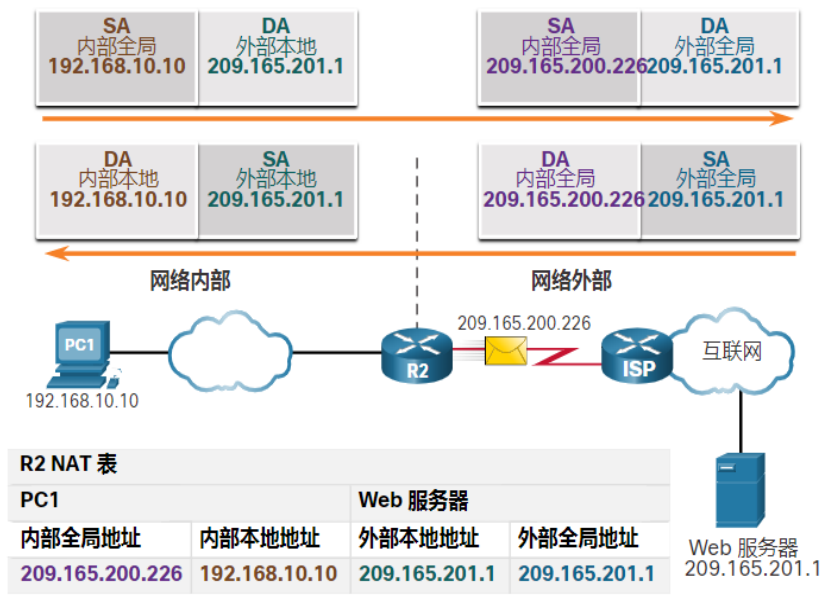 SA
内部全局
192.168.10.10
DA
外部本地
209.165.201.1
SA
内部全局
209.165.200.226
DA
外部全局
209.165.201.1
DA
内部本地
192.168.10.10
SA
外部本地
209.165.201.1
DA
内部全局
209.165.200.226
SA
外部全局
209.165.201.1
网络内部
网络外部
PC1
192.168.10.10
R2
209.165.200.226
ISP
互联网
Web 服务器
209.165.201.1
R2 NAT 表
PC1 Web 服务器
内部全局地址 内部本地地址 外部本地地址 外部全局地址
209.165.200.226 192.168.10.10 209.165.201.1 209.165.201.1